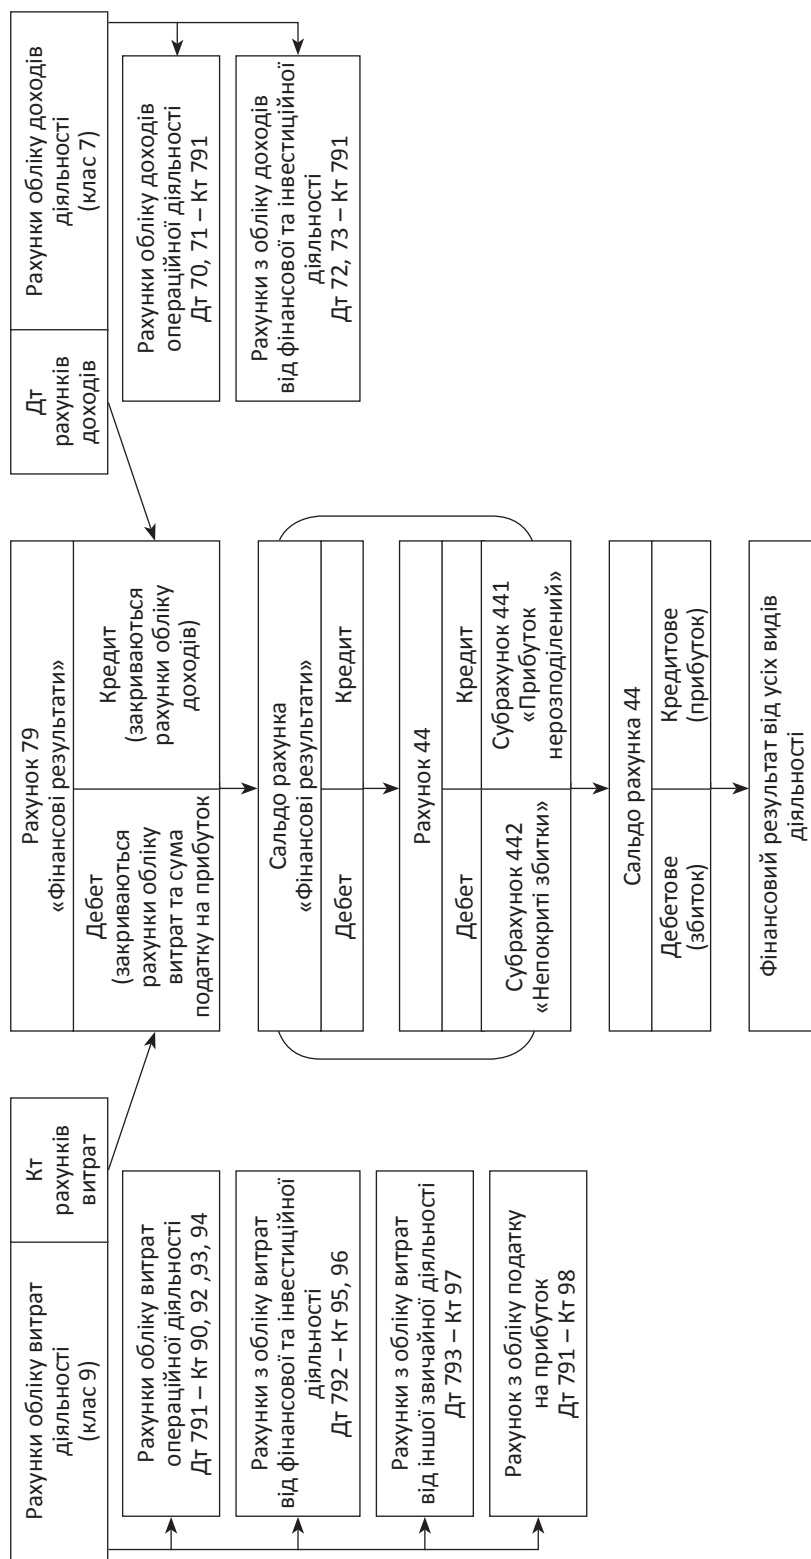 Рахунки обліку витрат
діяльності
(клас 9)
Кт
рахунків
витрат
Рахунки обліку витрат
операційної діяльності
Дт 791 – Кт 90, 92 ,93, 94
Рахунки з обліку витрат
від фінансової та інвестиційної
діяльності
Дт 792 – Кт 95, 96
Рахунки з обліку витрат
від іншої звичайної діяльності
Дт 793 – Кт 97
Рахунок з обліку податку
на прибуток
Дт 791 – Кт 98
Рахунок 79
«Фінансові результати»
Дебет
(закриваються
рахунки обліку
витрат та сума
податку на прибуток
Кредит
(закриваються
рахунки обліку
доходів)
Сальдо рахунка
«Фінансові результати»
Дебет
Кредит
Рахунок 44
Дебет
Кредит
Субрахунок 442
«Непокриті збитки»
Субрахунок 441
«Прибуток
нерозподілений»
Сальдо рахунка 44
Дебетове
(збиток)
Кредитове
(прибуток)
Фінансовий результат від усіх видів
діяльності
Дт
рахунків
доходів
Рахунки обліку доходів
діяльності
(клас 7)
Рахунки обліку доходів
операційної діяльності
Дт 70, 71 – Кт 791
Рахунки з обліку доходів
від фінансової та інвестиційної
діяльності
Дт 72, 73 – Кт 791